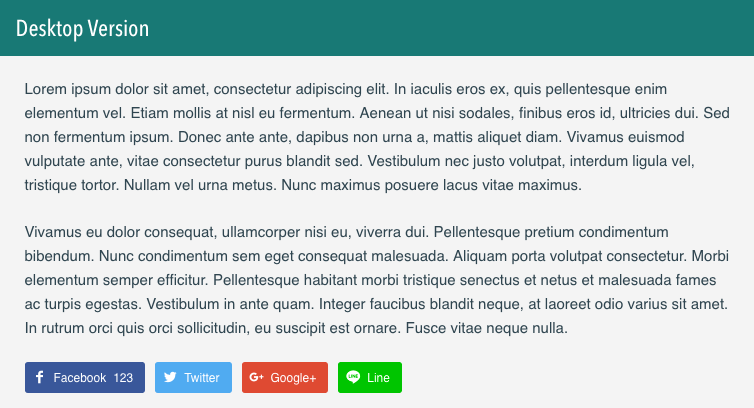 Desktop Version
Lorem ipsum dolor sit amet, consectetur adipiscing elit. In iaculis eros ex, quis pellentesque enim
elementum vel. Etiam mollis at nisl eu fermentum. Aenean ut nisi sodales, finibus eros id, ultricies dui. Sed
non fermentum ipsum. Donec ante ante, dapibus non urna a, mattis aliquet diam. Vivamus euismod
vulputate ante, vitae consectetur purus blandit sed. Vestibulum nec justo volutpat, interdum ligula vel,
tristique tortor. Nullam vel urna metus. Nunc maximus posuere lacus vitae maximus.
Vivamus eu dolor consequat, ullamcorper nisi eu, viverra dui. Pellentesque pretium condimentum
bibendum. Nunc condimentum sem eget consequat malesuada. Aliquam porta volutpat consectetur. Morbi
elementum semper efficitur. Pellentesque habitant morbi tristique senectus et netus et malesuada fames
ac turpis egestas. Vestibulum in ante quam. Integer faucibus blandit neque, at laoreet odio varius sit amet.
In rutrum orci quis orci sollicitudin, eu suscipit est ornare. Fusce vitae neque nulla.
f Facebook 123 Twitter G+ Google+ LINE Line